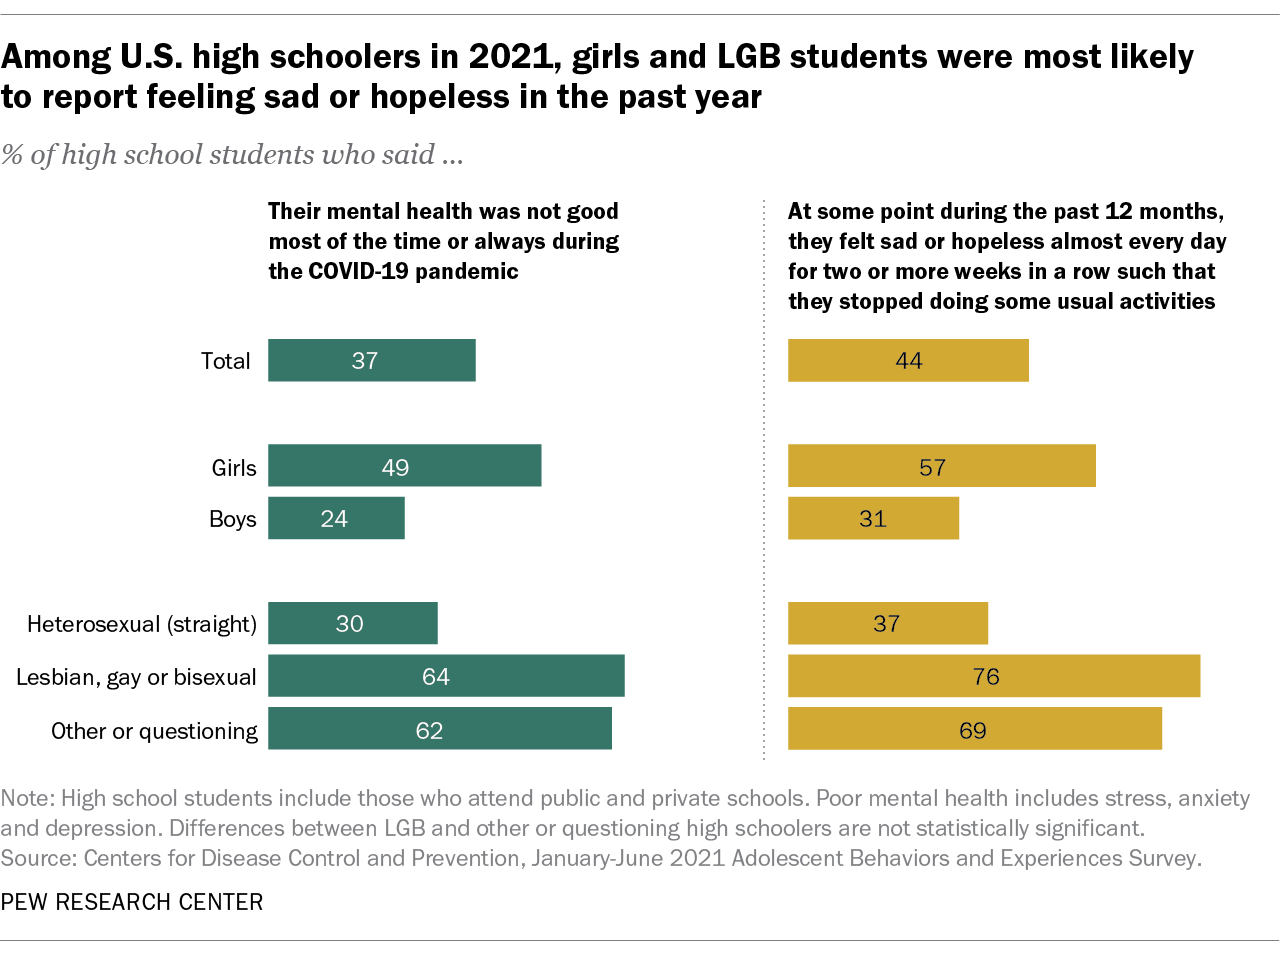 Among U.S. high schoolers in 2021, girls and LGB students were most likely
to report feeling sad or hopeless in the past year
% of high school students who said ...
Their mental health was not good
most of the time or always during
the COVID-19 pandemic
At some point during the past 12 months,
they felt sad or hopeless almost every day
for two or more weeks in a row such that
they stopped doing some usual activities
Total 37 44
Girls 49 57
Boys 24 31
Heterosexual (straight) 30 37
Lesbian, gay or bisexual 64 76
Other or questioning 62 69
Note: High school students include those who attend public and private schools. Poor mental health includes stress, anxiety
and depression. Differences between LGB and other or questioning high schoolers are not statistically significant.
Source: Centers for Disease Control and Prevention, January-June 2021 Adolescent Behaviors and Experiences Survey.
PEW RESEARCH CENTER